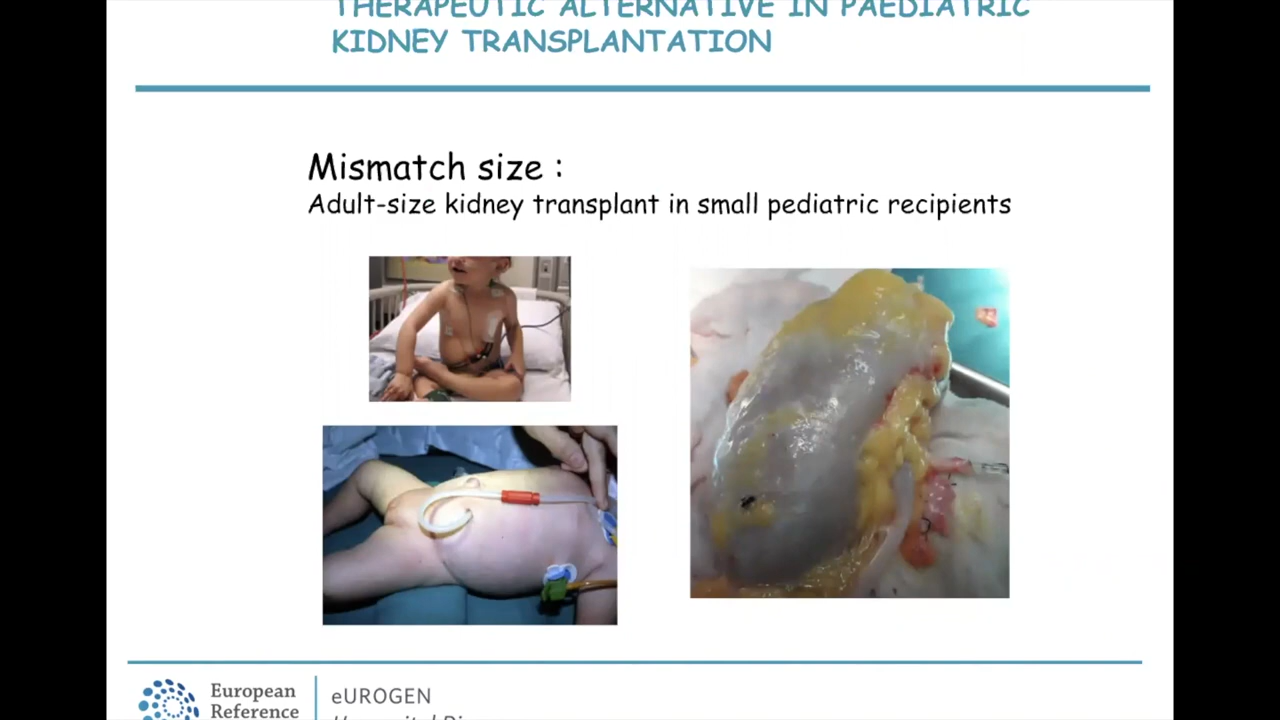 THERAPEUTIC ALTERNATIVE IN PAEDIATRIC
KIDNEY TRANSPLANTATION
Mismatch size :
Adult-size kidney transplant in small pediatric recipients
European
Reference
eUROGEN